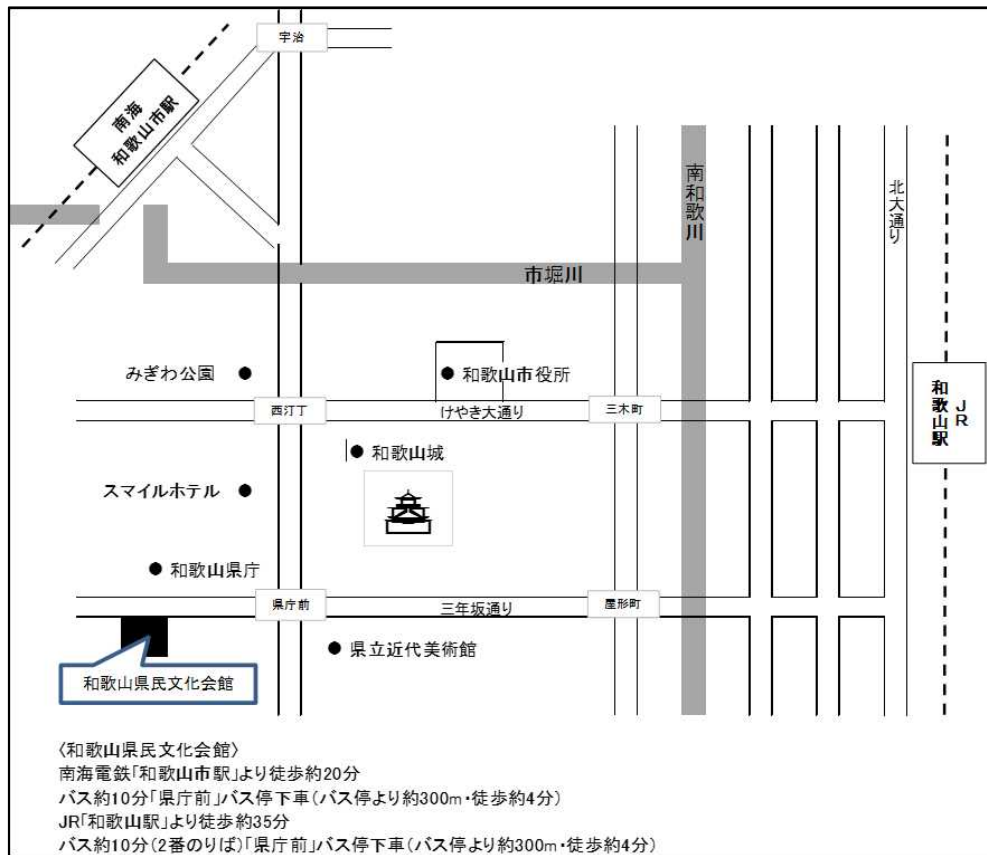 宇治
南海
和歌山市駅
南和歌川
北大通り
市堀川
みぎわ公園
和歌山市役所
西汀丁
けやき大通り
三木町
JR
和歌山駅
和歌山城
スマイルホテル
和歌山県庁
県庁前
三年坂通り
屋形町
県立近代美術館
和歌山県民文化会館
〈和歌山県民文化会館〉
南海電鉄「和歌山市駅」より徒歩約20分
バス約10分「県庁前」バス停下車(バス停より約300m・徒歩約4分)
JR「和歌山駅」より徒歩約35分
バス約10分(2番のりば)「県庁前」バス停下車(バス停より約300m・徒歩約4分)